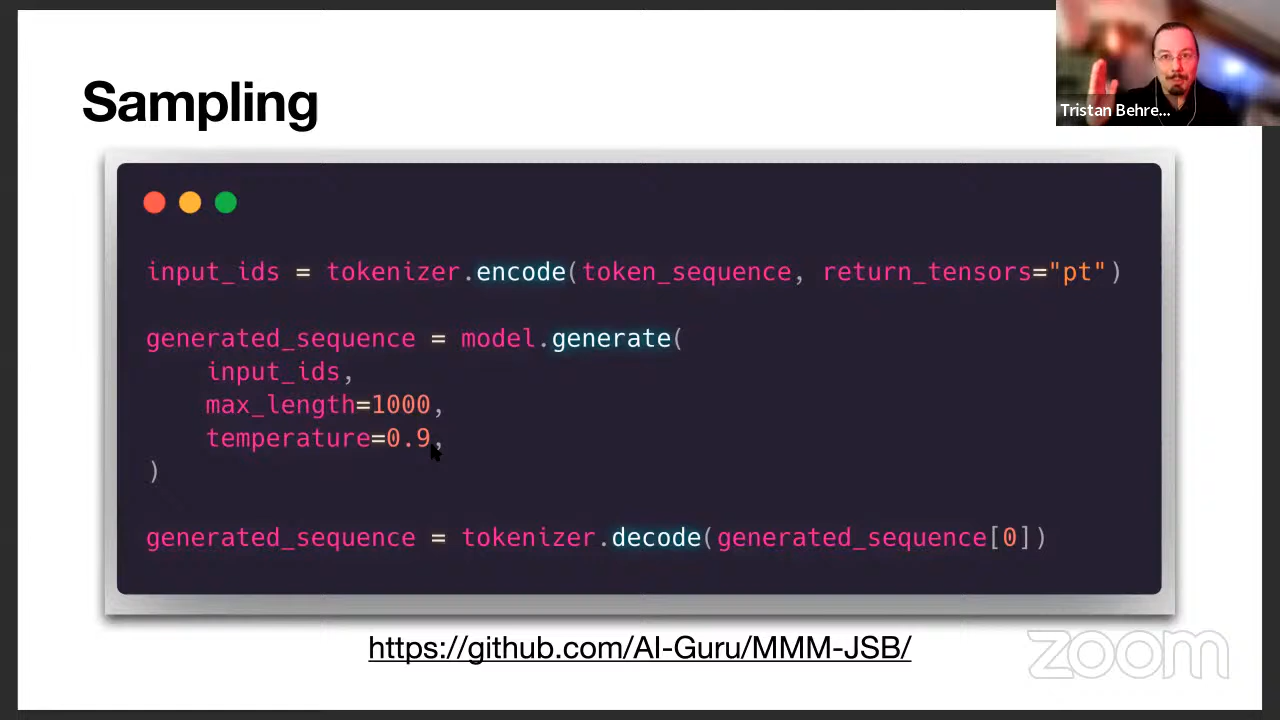 Sampling
Tristan Behre...
input_ids = tokenizer.encode(token_sequence, return_tensors="pt")
generated_sequence = model.generate(
    input_ids,
    max_length=1000,
    temperature=0.9,
)
generated_sequence = tokenizer.decode(generated_sequence[0])
https://github.com/AI-Guru/MMM-JSB/
zoom